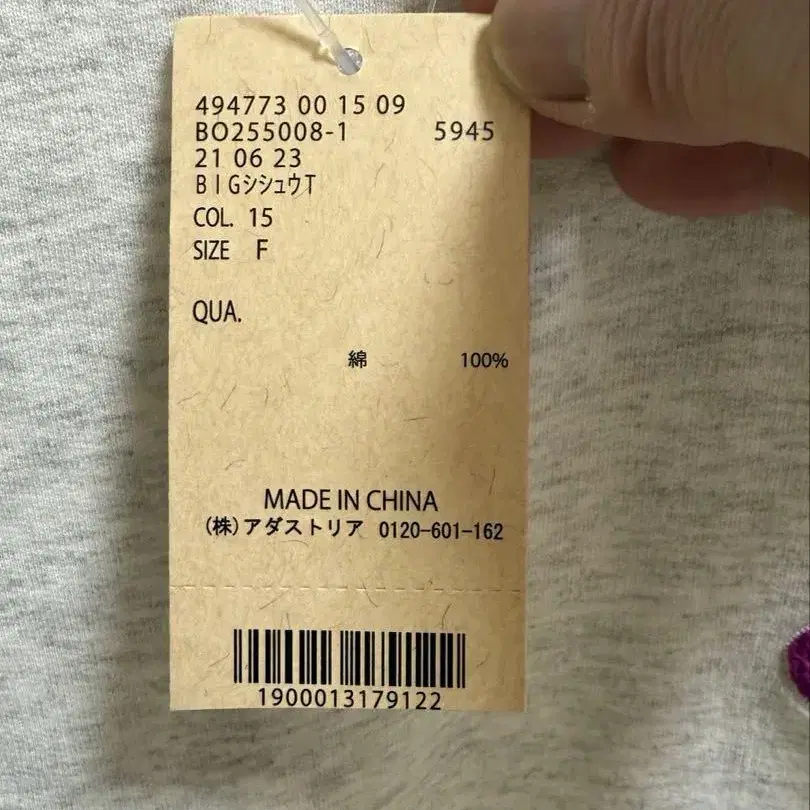 494773 00 15 09
BO255008-1 5945
21 06 23
BIGシシュウT
COL. 15
SIZE F
QUA.
綿 100%
MADE IN CHINA
(株)アダストリア 0120-601-162
1900013179122